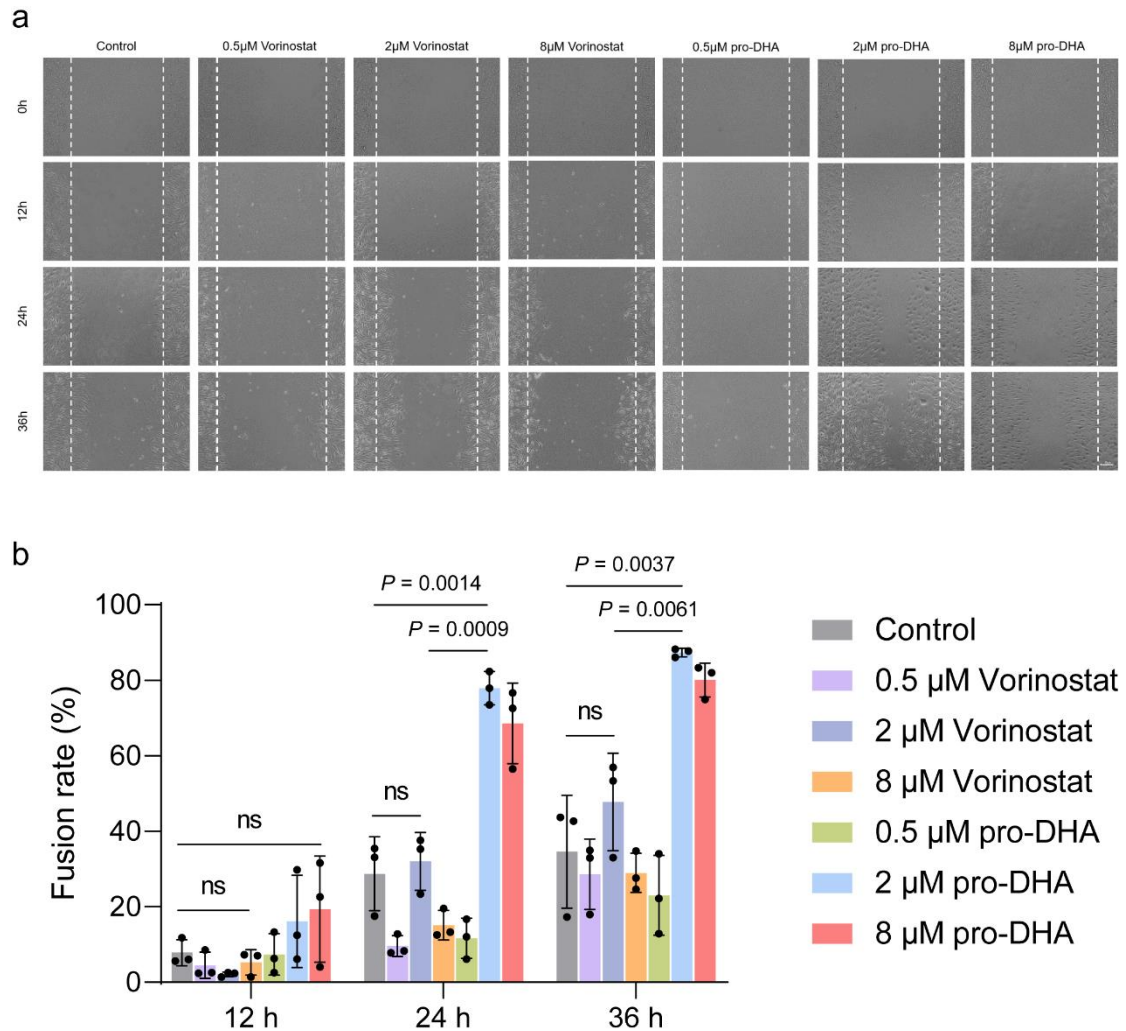 a
Control 0.5μM Vorinostat 2μM Vorinostat 8μM Vorinostat 0.5μM pro-DHA 2μM pro-DHA 8μM pro-DHA
0h
12h
24h
36h
b
P = 0.0037
P = 0.0014
P = 0.0061
P = 0.0009
ns
ns
ns
ns
Fusion rate (%)
100
80
60
40
20
0
12 h 24 h 36 h
Control
0.5 μM Vorinostat
2 μM Vorinostat
8 μM Vorinostat
0.5 μM pro-DHA
2 μM pro-DHA
8 μM pro-DHA